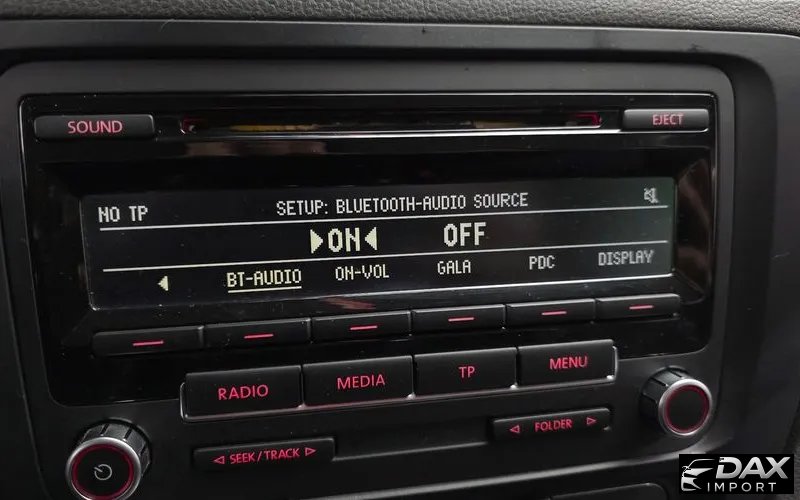 SOUND
EJECT
NO TP
SETUP: BLUETOOTH-AUDIO SOURCE
ON OFF
BT-AUDIO ON-VOL GALA PDC DISPLAY
RADIO MEDIA TP MENU
SEEK/TRACK
FOLDER
DAX
IMPORT